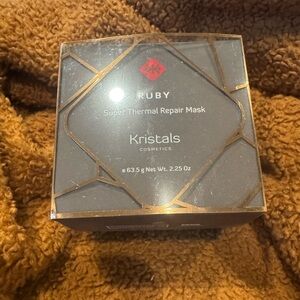 RUBY
Super Thermal Repair Mask
Kristals
COSMETICS
e 63.5 g Net Wt. 2.25 Oz